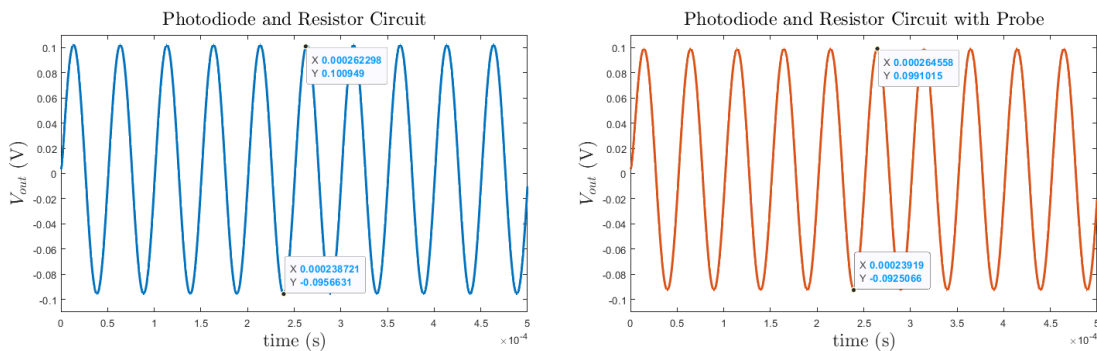 Photodiode and Resistor Circuit
0.1
0.08
0.06
0.04
0.02
0
-0.02
-0.04
-0.06
-0.08
-0.1
V_out (V)
X 0.000262298
Y 0.100949
X 0.000238721
Y -0.0956631
0 0.5 1 1.5 2 2.5 3 3.5 4 4.5 5
time (s)
×10⁻⁴
Photodiode and Resistor Circuit with Probe
0.1
0.08
0.06
0.04
0.02
0
-0.02
-0.04
-0.06
-0.08
-0.1
V_out (V)
X 0.000264558
Y 0.0991015
X 0.00023919
Y -0.0925066
0 0.5 1 1.5 2 2.5 3 3.5 4 4.5 5
time (s)
×10⁻⁴